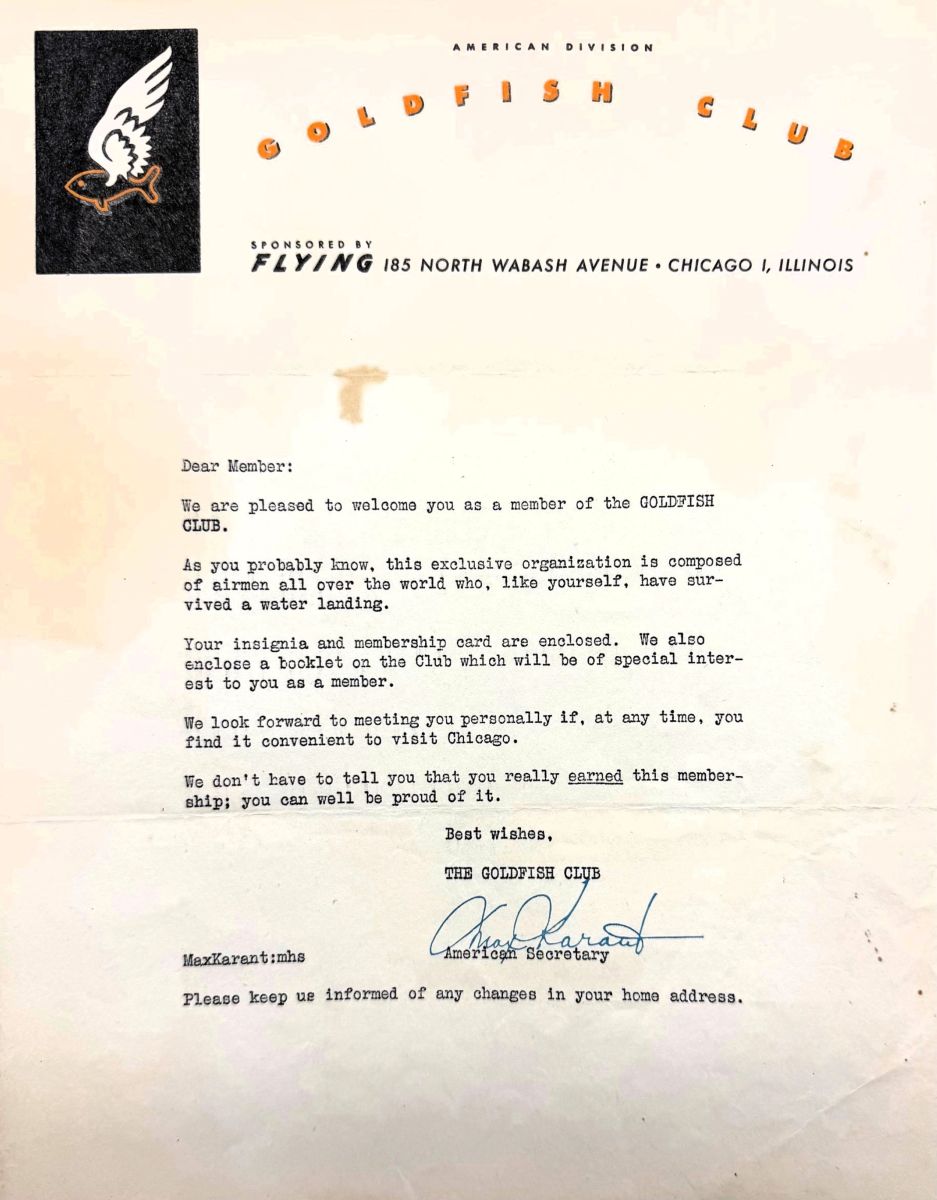 AMERICAN DIVISION
GOLDFISH CLUB
SPONSORED BY
FLYING 185 NORTH WABASH AVENUE • CHICAGO 1, ILLINOIS
Dear Member:
We are pleased to welcome you as a member of the GOLDFISH
CLUB.
As you probably know, this exclusive organization is composed
of airmen all over the world who, like yourself, have sur-
vived a water landing.
Your insignia and membership card are enclosed. We also
enclose a booklet on the Club which will be of special inter-
est to you as a member.
We look forward to meeting you personally if, at any time, you
find it convenient to visit Chicago.
We don't have to tell you that you really earned this member-
ship; you can well be proud of it.
Best wishes,
THE GOLDFISH CLUB
Max Karant
American Secretary
MaxKarant:mhs
Please keep us informed of any changes in your home address.